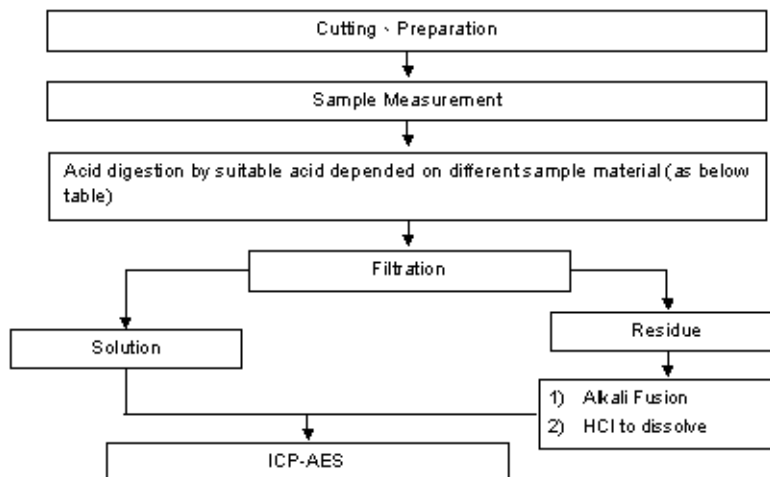 Cutting、Preparation
Sample Measurement
Acid digestion by suitable acid depended on different sample material (as below
table)
Filtration
Solution
Residue
1) Alkali Fusion
2) HCl to dissolve
ICP-AES